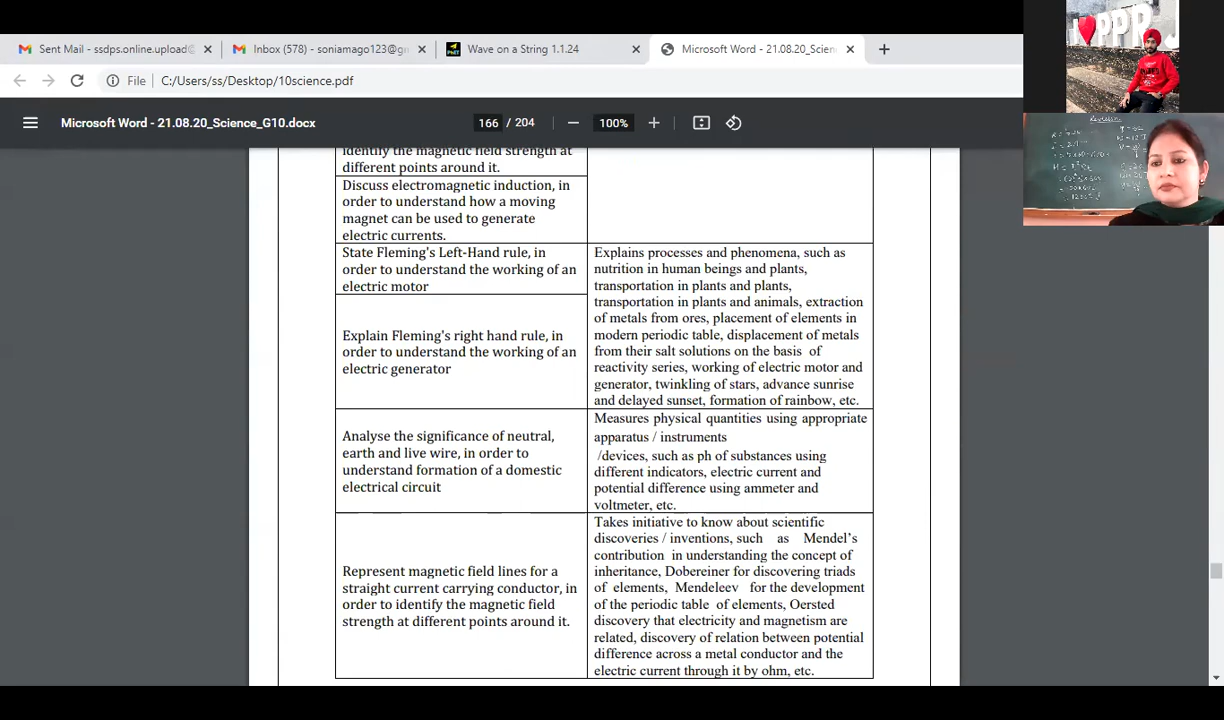 Sent Mail - ssdps.online.upload@
Inbox (578) - soniamago123@gm
Wave on a String 1.1.24
Microsoft Word - 21.08.20_Scien
File C:/Users/ss/Desktop/10science.pdf
Microsoft Word - 21.08.20_Science_G10.docx
166 / 204
100%
identify the magnetic field strength at
different points around it.
Discuss electromagnetic induction, in
order to understand how a moving
magnet can be used to generate
electric currents.
State Fleming's Left-Hand rule, in
order to understand the working of an
electric motor
Explain Fleming's right hand rule, in
order to understand the working of an
electric generator
Explains processes and phenomena, such as
nutrition in human beings and plants,
transportation in plants and plants,
transportation in plants and animals, extraction
of metals from ores, placement of elements in
modern periodic table, displacement of metals
from their salt solutions on the basis of
reactivity series, working of electric motor and
generator, twinkling of stars, advance sunrise
and delayed sunset, formation of rainbow, etc.
Analyse the significance of neutral,
earth and live wire, in order to
understand formation of a domestic
electrical circuit
Measures physical quantities using appropriate
apparatus / instruments
/devices, such as ph of substances using
different indicators, electric current and
potential difference using ammeter and
voltmeter, etc.
Represent magnetic field lines for a
straight current carrying conductor, in
order to identify the magnetic field
strength at different points around it.
Takes initiative to know about scientific
discoveries / inventions, such as Mendel's
contribution in understanding the concept of
inheritance, Dobereiner for discovering triads
of elements, Mendeleev for the development
of the periodic table of elements, Oersted
discovery that electricity and magnetism are
related, discovery of relation between potential
difference across a metal conductor and the
electric current through it by ohm, etc.